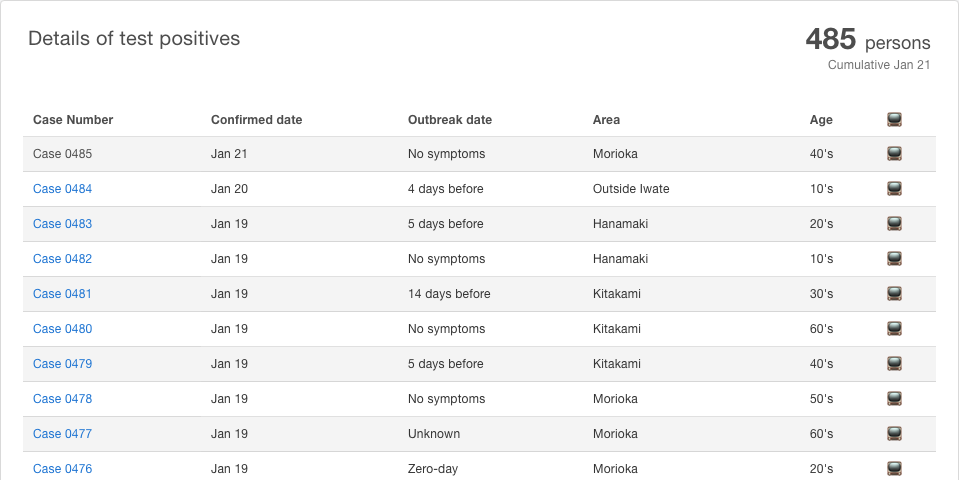 Details of test positives
485 persons
Cumulative Jan 21
Case Number Confirmed date Outbreak date Area Age
Case 0485 Jan 21 No symptoms Morioka 40's
Case 0484 Jan 20 4 days before Outside Iwate 10's
Case 0483 Jan 19 5 days before Hanamaki 20's
Case 0482 Jan 19 No symptoms Hanamaki 10's
Case 0481 Jan 19 14 days before Kitakami 30's
Case 0480 Jan 19 No symptoms Kitakami 60's
Case 0479 Jan 19 5 days before Kitakami 40's
Case 0478 Jan 19 No symptoms Morioka 50's
Case 0477 Jan 19 Unknown Morioka 60's
Case 0476 Jan 19 Zero-day Morioka 20's